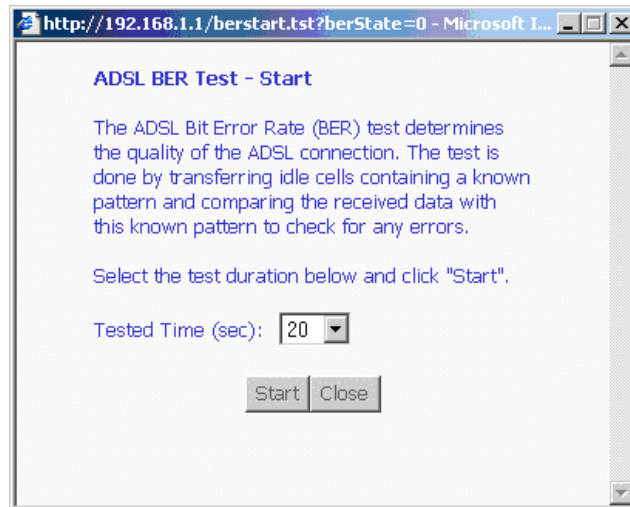 http://192.168.1.1/berstart.tst?berState=0 - Microsoft I...
ADSL BER Test - Start
The ADSL Bit Error Rate (BER) test determines
the quality of the ADSL connection. The test is
done by transferring idle cells containing a known
pattern and comparing the received data with
this known pattern to check for any errors.
Select the test duration below and click "Start".
Tested Time (sec): 20
Start Close